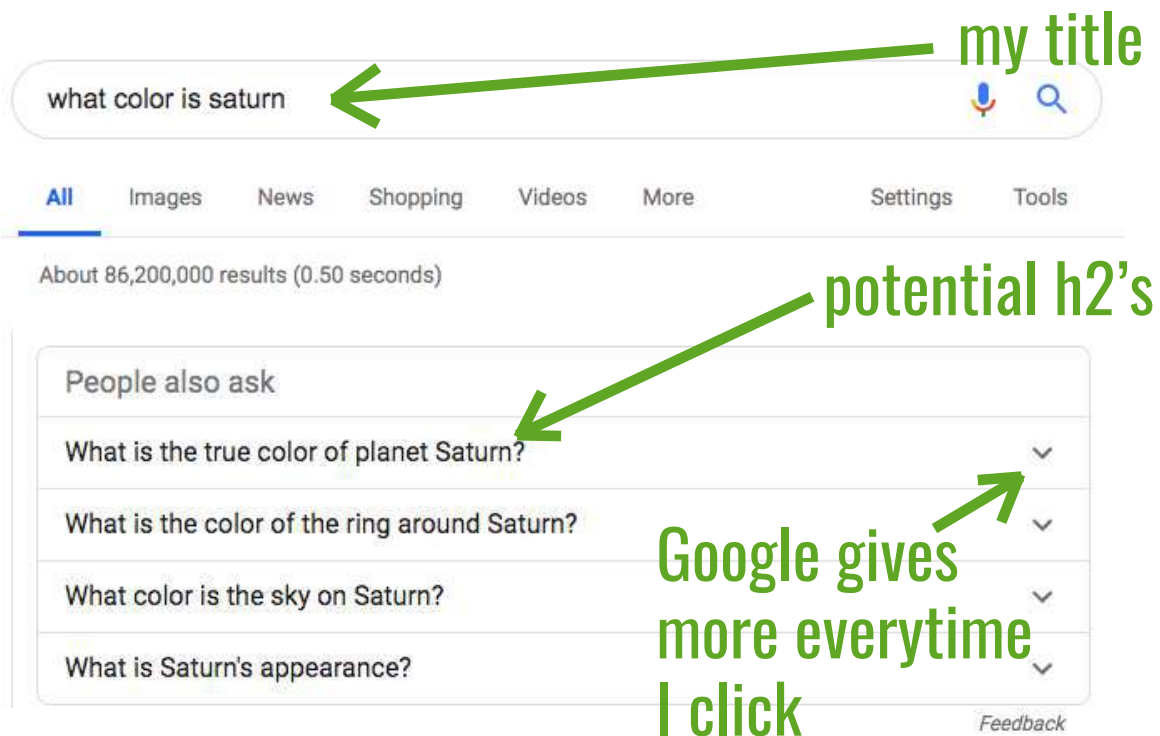 my title
what color is saturn
All Images News Shopping Videos More Settings Tools
About 86,200,000 results (0.50 seconds)
potential h2's
People also ask
What is the true color of planet Saturn?
What is the color of the ring around Saturn?
What color is the sky on Saturn?
What is Saturn's appearance?
Google gives
more everytime
I click
Feedback